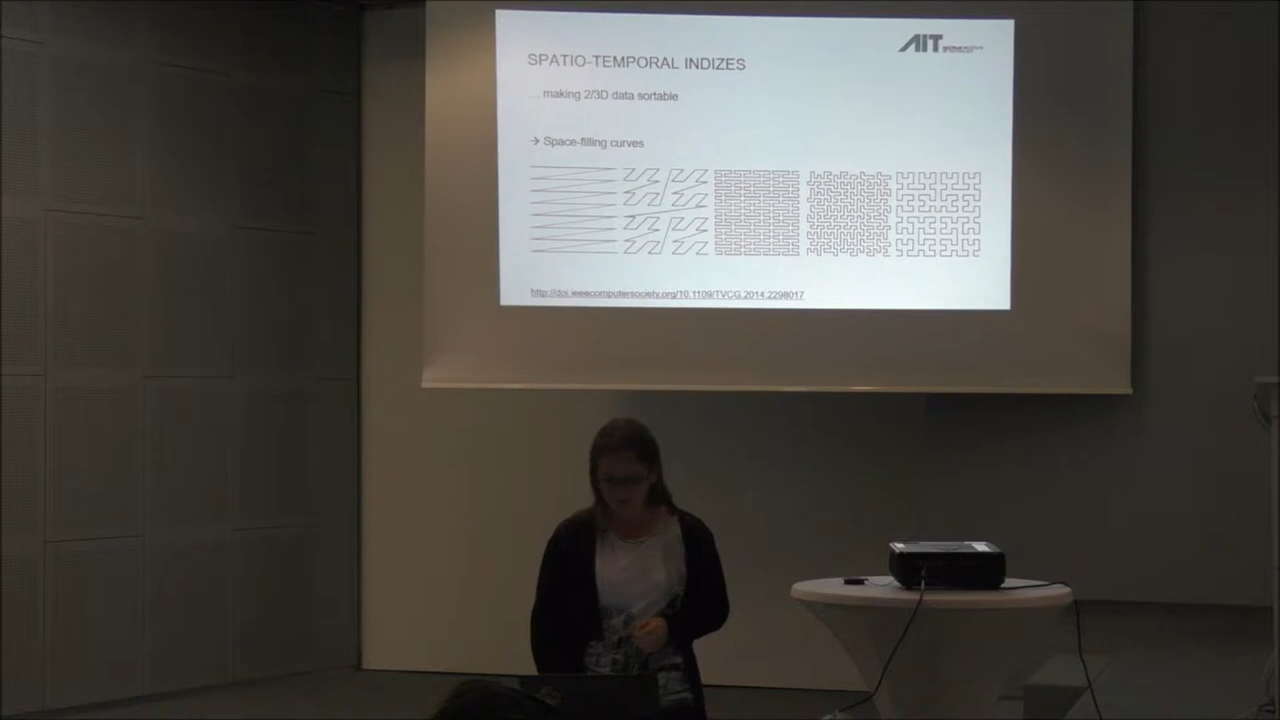 AIT
SPATIO-TEMPORAL INDIZES
... making 2/3D data sortable
→ Space-filling curves
http://doi.ieeecomputersociety.org/10.1109/TVCG.2014.2298017